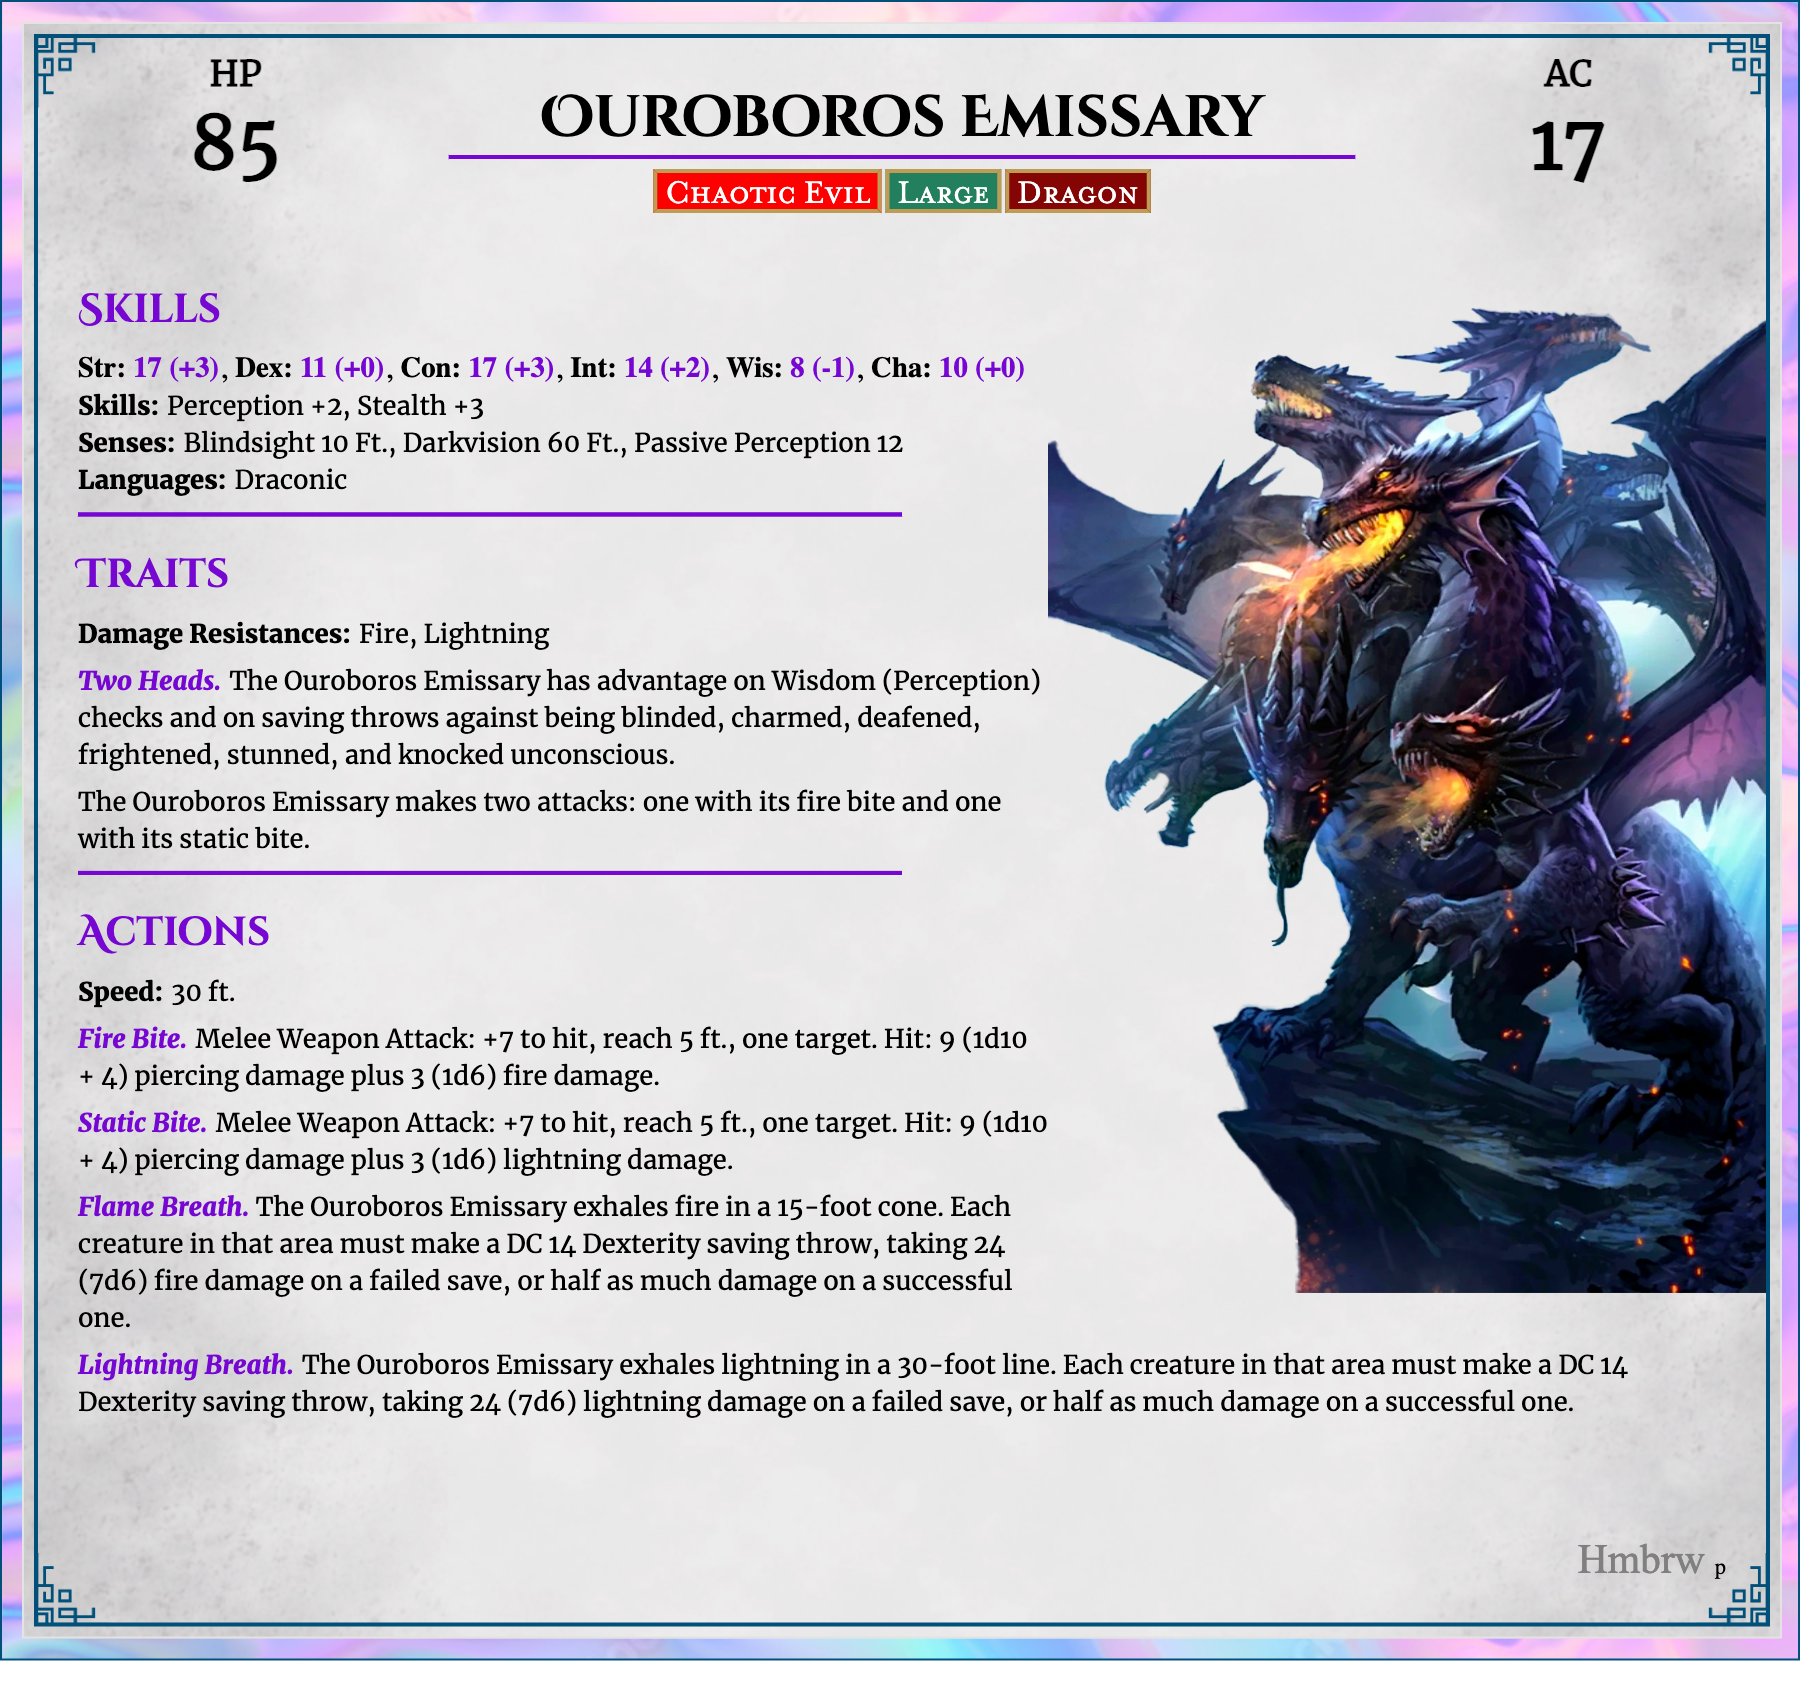 HP
85
Ouroboros Emissary
AC
17
Chaotic Evil Large Dragon
Skills
Str: 17 (+3), Dex: 11 (+0), Con: 17 (+3), Int: 14 (+2), Wis: 8 (-1), Cha: 10 (+0)
Skills: Perception +2, Stealth +3
Senses: Blindsight 10 Ft., Darkvision 60 Ft., Passive Perception 12
Languages: Draconic
Traits
Damage Resistances: Fire, Lightning
Two Heads. The Ouroboros Emissary has advantage on Wisdom (Perception)
checks and on saving throws against being blinded, charmed, deafened,
frightened, stunned, and knocked unconscious.
The Ouroboros Emissary makes two attacks: one with its fire bite and one
with its static bite.
Actions
Speed: 30 ft.
Fire Bite. Melee Weapon Attack: +7 to hit, reach 5 ft., one target. Hit: 9 (1d10
+ 4) piercing damage plus 3 (1d6) fire damage.
Static Bite. Melee Weapon Attack: +7 to hit, reach 5 ft., one target. Hit: 9 (1d10
+ 4) piercing damage plus 3 (1d6) lightning damage.
Flame Breath. The Ouroboros Emissary exhales fire in a 15-foot cone. Each
creature in that area must make a DC 14 Dexterity saving throw, taking 24
(7d6) fire damage on a failed save, or half as much damage on a successful
one.
Lightning Breath. The Ouroboros Emissary exhales lightning in a 30-foot line. Each creature in that area must make a DC 14
Dexterity saving throw, taking 24 (7d6) lightning damage on a failed save, or half as much damage on a successful one.
Hmbrw p